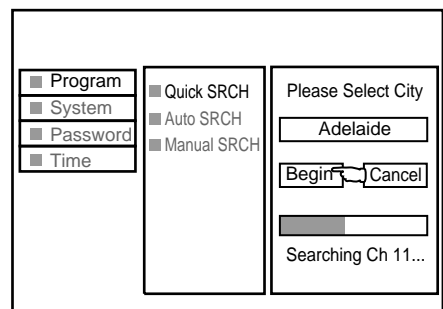 Program
System
Password
Time
Quick SRCH
Auto SRCH
Manual SRCH
Please Select City
Adelaide
Begin Cancel
Searching Ch 11...